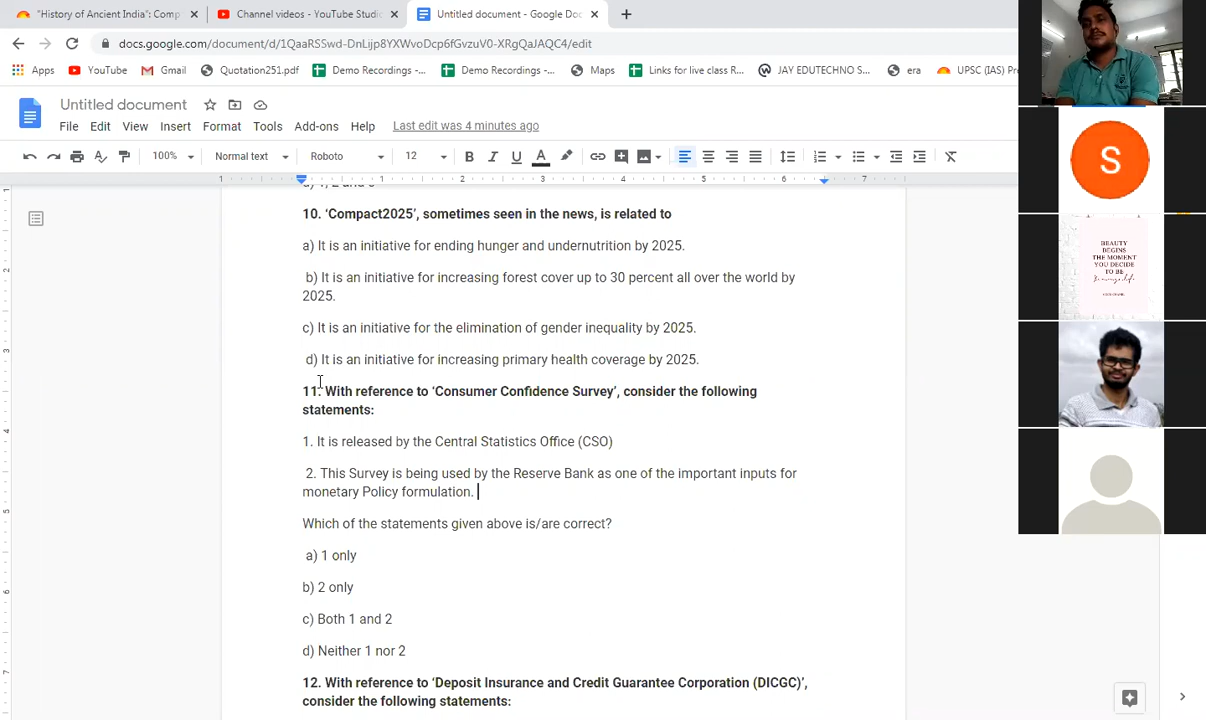 "History of Ancient India": Comp
Channel videos - YouTube Studio
Untitled document - Google Doc
docs.google.com/document/d/1QaaRSSwd-DnLijp8YXWvoDcp6fGvzuV0-XRgQaJAQC4/edit
Apps YouTube Gmail Quotation251.pdf Demo Recordings -... Demo Recordings -... Maps Links for live class R... JAY EDUTECHNO S... era UPSC (IAS) Pr
Untitled document
File Edit View Insert Format Tools Add-ons Help Last edit was 4 minutes ago
100% Normal text Roboto 12 B I U A
1 1 2 3 4 5 6 7
10. ‘Compact2025’, sometimes seen in the news, is related to
a) It is an initiative for ending hunger and undernutrition by 2025.
b) It is an initiative for increasing forest cover up to 30 percent all over the world by
2025.
c) It is an initiative for the elimination of gender inequality by 2025.
d) It is an initiative for increasing primary health coverage by 2025.
11. With reference to ‘Consumer Confidence Survey’, consider the following
statements:
1. It is released by the Central Statistics Office (CSO)
2. This Survey is being used by the Reserve Bank as one of the important inputs for
monetary Policy formulation.
Which of the statements given above is/are correct?
a) 1 only
b) 2 only
c) Both 1 and 2
d) Neither 1 nor 2
12. With reference to ‘Deposit Insurance and Credit Guarantee Corporation (DICGC)’,
consider the following statements:
S
BEAUTY
BEGINS
THE MOMENT
YOU DECIDE
TO BE